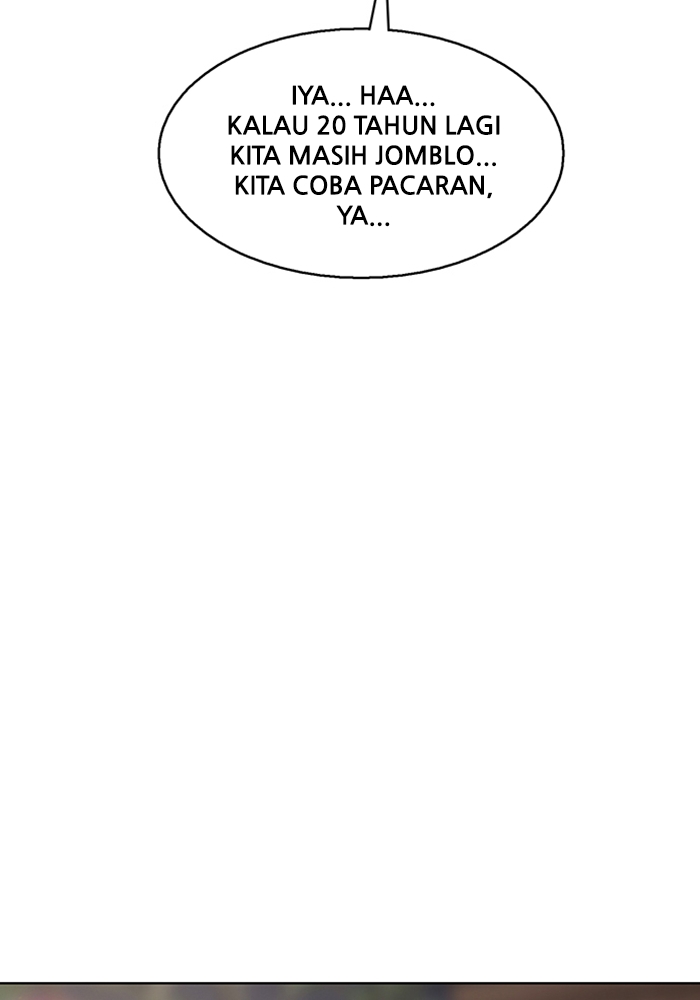 IYA... HAA...
KALAU 20 TAHUN LAGI
KITA MASIH JOMBLO...
KITA COBA PACARAN,
YA...